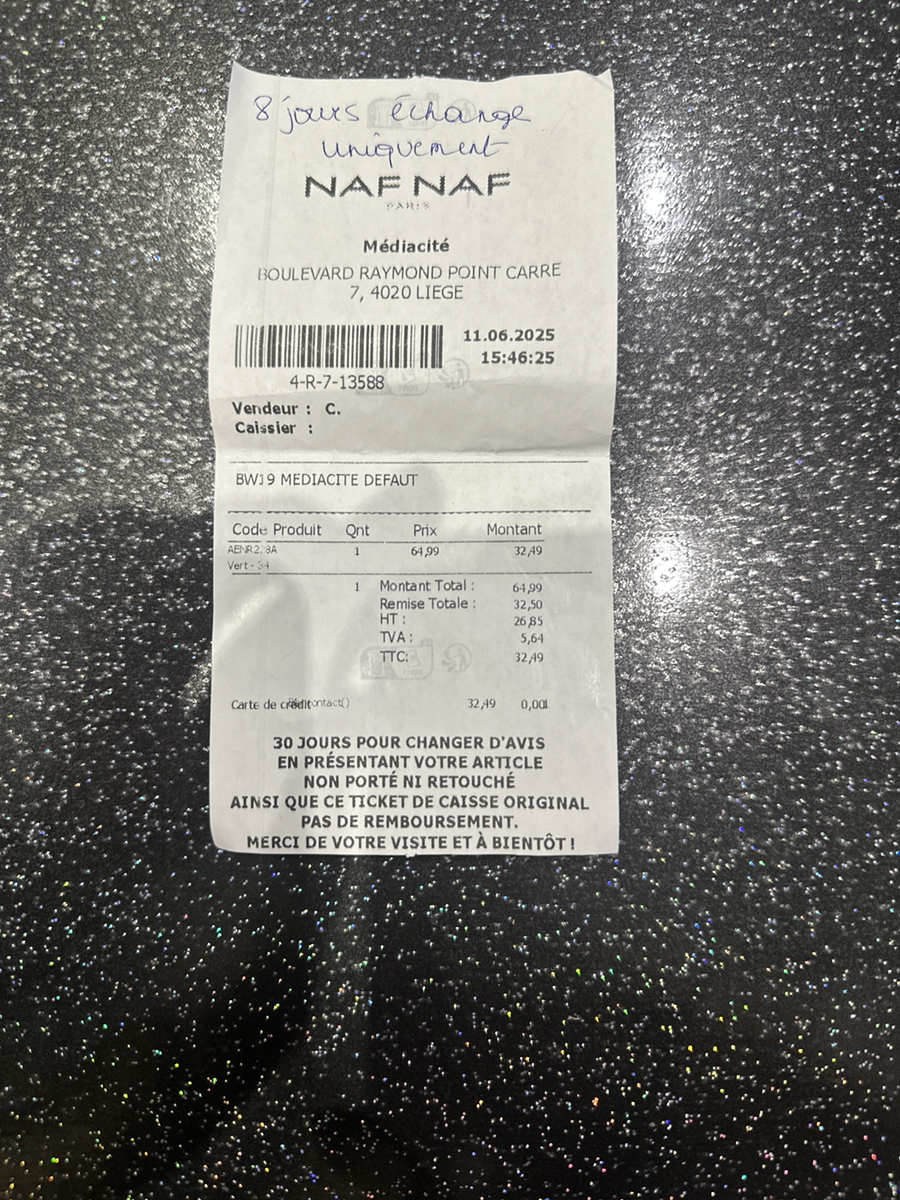 8 jours échange
uniquement
NAF NAF
PARIS
Médiacité
BOULEVARD RAYMOND POINT CARRE
7, 4020 LIEGE
11.06.2025
15:46:25
4-R-7-13588
Vendeur : C.
Caissier :
BW19 MEDIACITE DEFAUT
Code Produit Qnt Prix Montant
1 64,99 32,49
Vert -
1 Montant Total : 64,99
Remise Totale : 32,50
HT : 26,85
TVA : 5,64
TTC: 32,49
Carte de crédit 32,49
30 JOURS POUR CHANGER D'AVIS
EN PRÉSENTANT VOTRE ARTICLE
NON PORTÉ NI RETOUCHÉ
AINSI QUE CE TICKET DE CAISSE ORIGINAL
PAS DE REMBOURSEMENT.
MERCI DE VOTRE VISITE ET À BIENTÔT !